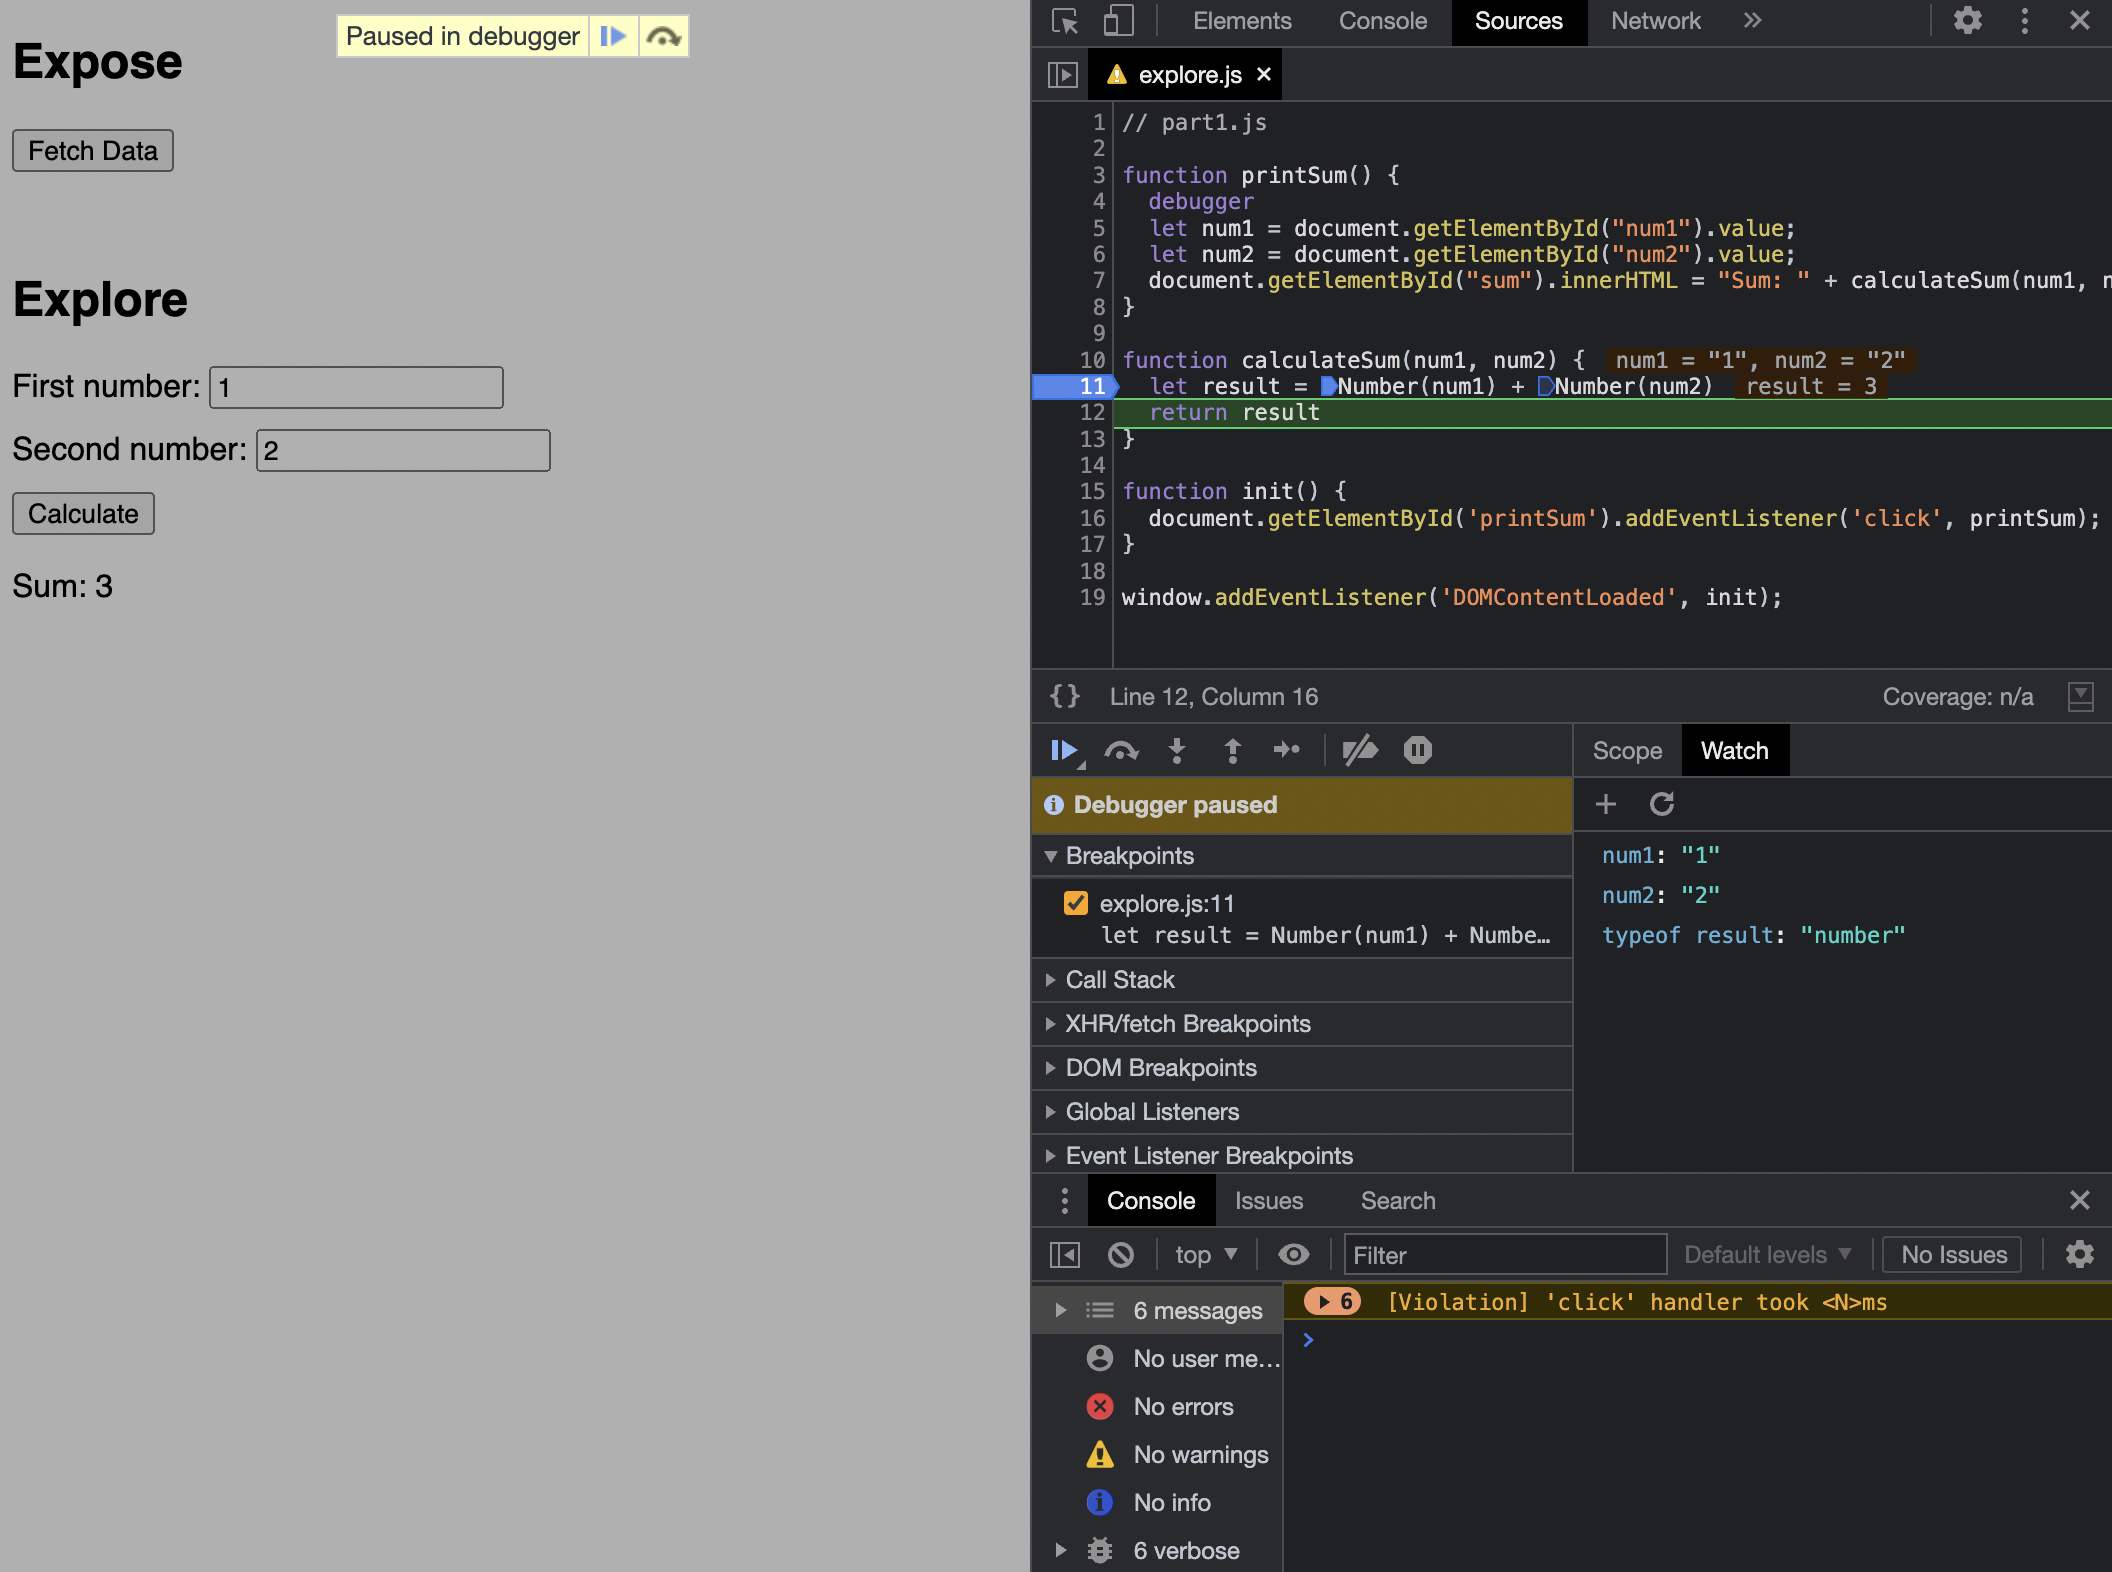 Expose
Paused in debugger
Fetch Data
Explore
First number: 1
Second number: 2
Calculate
Sum: 3
Elements Console Sources Network »
explore.js ×
1 // part1.js
2
3 function printSum() {
4 debugger
5 let num1 = document.getElementById("num1").value;
6 let num2 = document.getElementById("num2").value;
7 document.getElementById("sum").innerHTML = "Sum: " + calculateSum(num1, n
8 }
9
10 function calculateSum(num1, num2) { num1 = "1", num2 = "2"
11 let result = Number(num1) + Number(num2) result = 3
12 return result
13 }
14
15 function init() {
16 document.getElementById('printSum').addEventListener('click', printSum);
17 }
18
19 window.addEventListener('DOMContentLoaded', init);
{} Line 12, Column 16 Coverage: n/a
Scope Watch
Debugger paused
Breakpoints
explore.js:11
let result = Number(num1) + Numbe…
Call Stack
XHR/fetch Breakpoints
DOM Breakpoints
Global Listeners
Event Listener Breakpoints
num1: "1"
num2: "2"
typeof result: "number"
Console Issues Search
top Filter Default levels No Issues
6 messages
No user me…
No errors
No warnings
No info
6 verbose
6 [Violation] 'click' handler took <N>ms